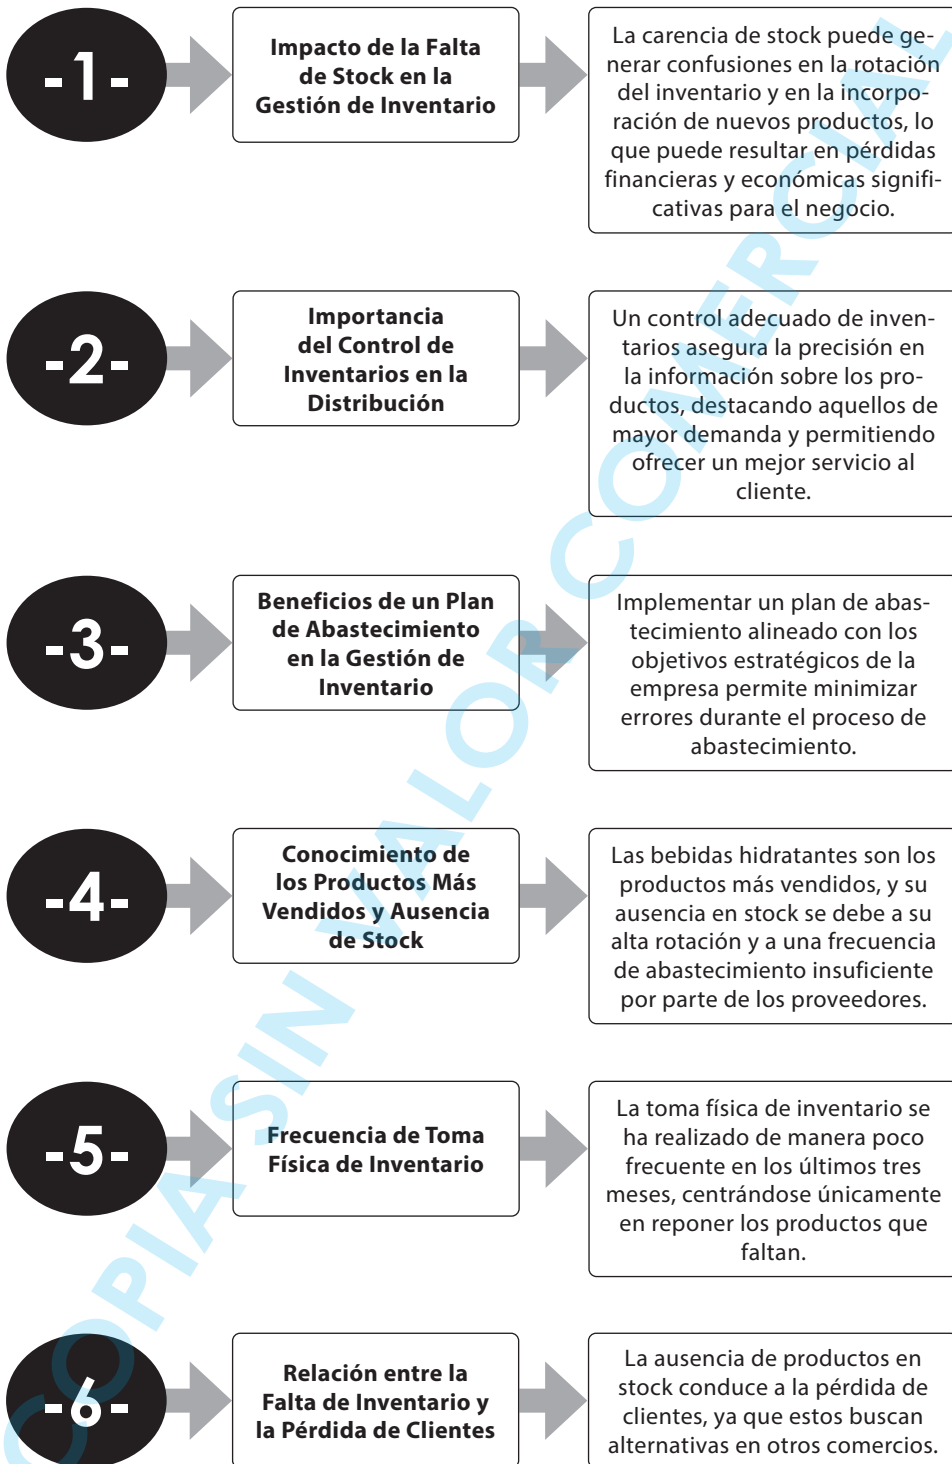 -1-
Impacto de la Falta
de Stock en la
Gestión de Inventario
La carencia de stock puede ge-
nerar confusiones en la rotación
del inventario y en la incorpo-
ración de nuevos productos, lo
que puede resultar en pérdidas
financieras y económicas signifi-
cativas para el negocio.
-2-
Importancia
del Control de
Inventarios en la
Distribución
Un control adecuado de inven-
tarios asegura la precisión en
la información sobre los pro-
ductos, destacando aquellos de
mayor demanda y permitiendo
ofrecer un mejor servicio al
cliente.
-3-
Beneficios de un Plan
de Abastecimiento
en la Gestión de
Inventario
Implementar un plan de abas-
tecimiento alineado con los
objetivos estratégicos de la
empresa permite minimizar
errores durante el proceso de
abastecimiento.
-4-
Conocimiento de
los Productos Más
Vendidos y Ausencia
de Stock
Las bebidas hidratantes son los
productos más vendidos, y su
ausencia en stock se debe a su
alta rotación y a una frecuencia
de abastecimiento insuficiente
por parte de los proveedores.
-5-
Frecuencia de Toma
Física de Inventario
La toma física de inventario se
ha realizado de manera poco
frecuente en los últimos tres
meses, centrándose únicamente
en reponer los productos que
faltan.
-6-
Relación entre la
Falta de Inventario y
la Pérdida de Clientes
La ausencia de productos en
stock conduce a la pérdida de
clientes, ya que estos buscan
alternativas en otros comercios.
COPIA SIN VALOR COMERCIAL